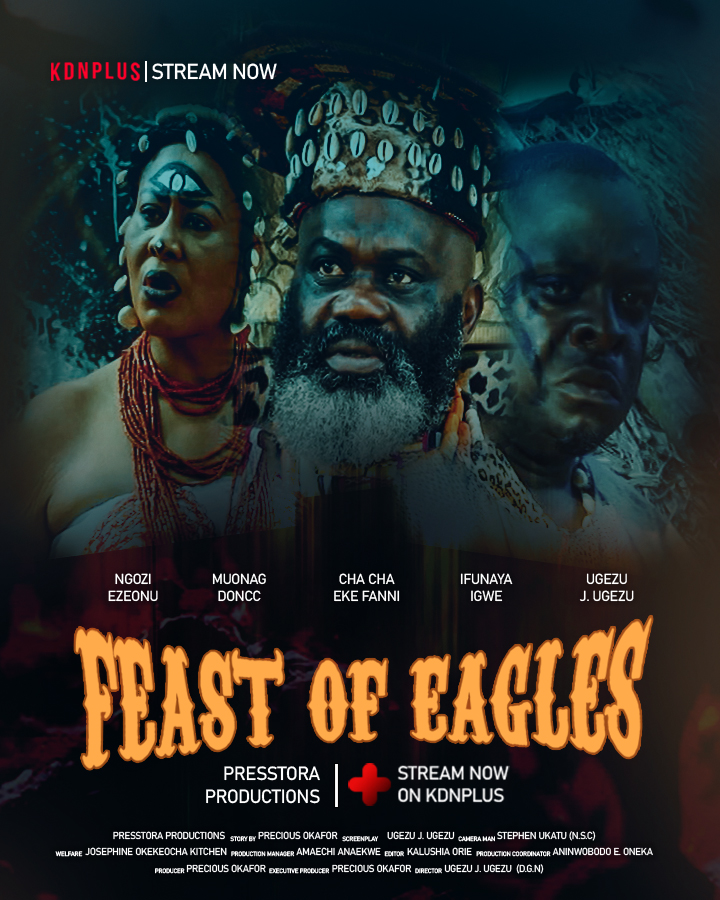 KDNPLUS | STREAM NOW
NGOZI EZEONU
MUONAG DONCC
CHA CHA EKE FANNI
IFUNAYA IGWE
UGEZU J. UGEZU
FEAST OF EAGLES
PRESSTORA PRODUCTIONS
STREAM NOW ON KDNPLUS
PRESSTORA PRODUCTIONS STORY BY PRECIOUS OKAFOR SCREENPLAY UGEZU J. UGEZU CAMERA MAN STEPHEN UKATU (N.S.C)
WELFARE JOSEPHINE OKEKEOCHA KITCHEN PRODUCTION MANAGER AMAECHI ANAEKWE EDITOR KALUSHIA ORIE PRODUCTION COORDINATOR ANINWOBODO E. ONEKA
PRODUCER PRECIOUS OKAFOR EXECUTIVE PRODUCER PRECIOUS OKAFOR DIRECTOR UGEZU J. UGEZU (D.G.N)